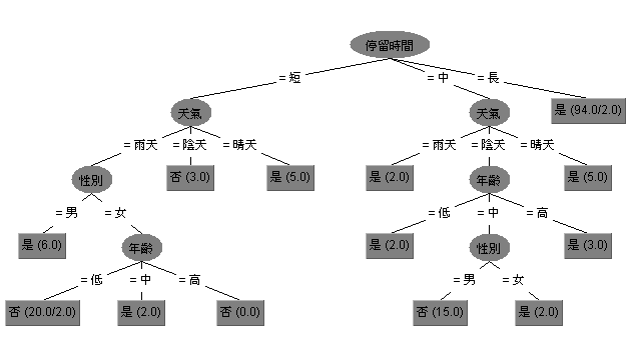 停留時間
= 短
= 中
= 長
天氣
天氣
是 (94.0/2.0)
= 雨天
= 陰天
= 晴天
= 雨天
= 陰天
= 晴天
性別
否 (3.0)
是 (5.0)
是 (2.0)
年齡
是 (5.0)
= 男
= 女
= 低
= 中
= 高
是 (6.0)
年齡
是 (2.0)
性別
是 (3.0)
= 低
= 中
= 高
= 男
= 女
否 (20.0/2.0)
是 (2.0)
否 (0.0)
否 (15.0)
是 (2.0)